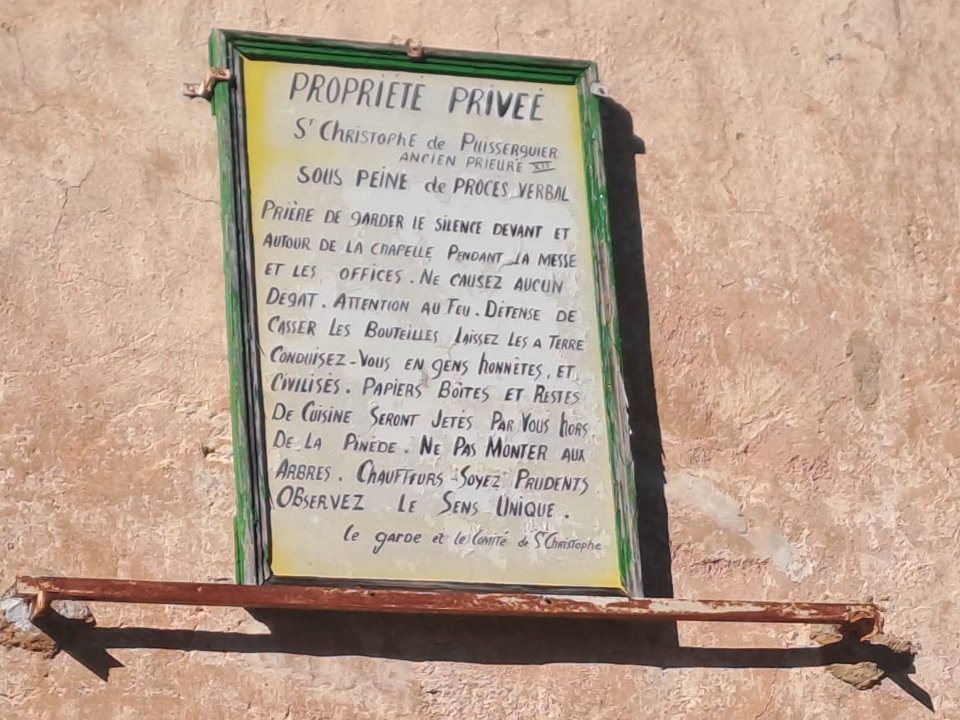 PROPRIÉTÉ PRIVEÉ
St CHRISTOPHE de PUISSERGUIER
ANCIEN PRIEURÉ XII
SOUS PEINE de PROCES VERBAL
PRIÈRE DE GARDER LE SILENCE DEVANT ET
AUTOUR DE LA CHAPELLE PENDANT LA MESSE
ET LES OFFICES. NE CAUSEZ AUCUN
DEGAT. ATTENTION AU FEU. DÉFENSE DE
CASSER LES BOUTEILLES LAISSEZ LES A TERRE
CONDUISEZ-VOUS EN GENS HONNÊTES, ET
CIVILISÉS. PAPIERS BOÎTES ET RESTES
DE CUISINE SERONT JETÉS PAR VOUS HORS
DE LA PINÈDE. NE PAS MONTER AUX
ARBRES. CHAUFFEURS - SOYEZ PRUDENTS
OBSERVEZ LE SENS UNIQUE.
le garde et le COMITÉ de St CHRISTOPHE